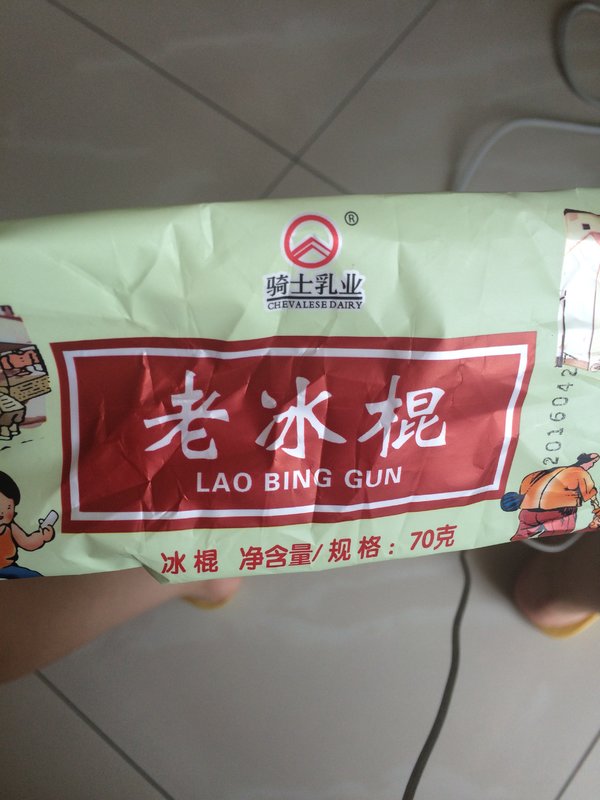 ®
骑士乳业
CHEVALESE DAIRY
老冰棍
LAO BING GUN
冰棍 净含量/规格：70克
2016042